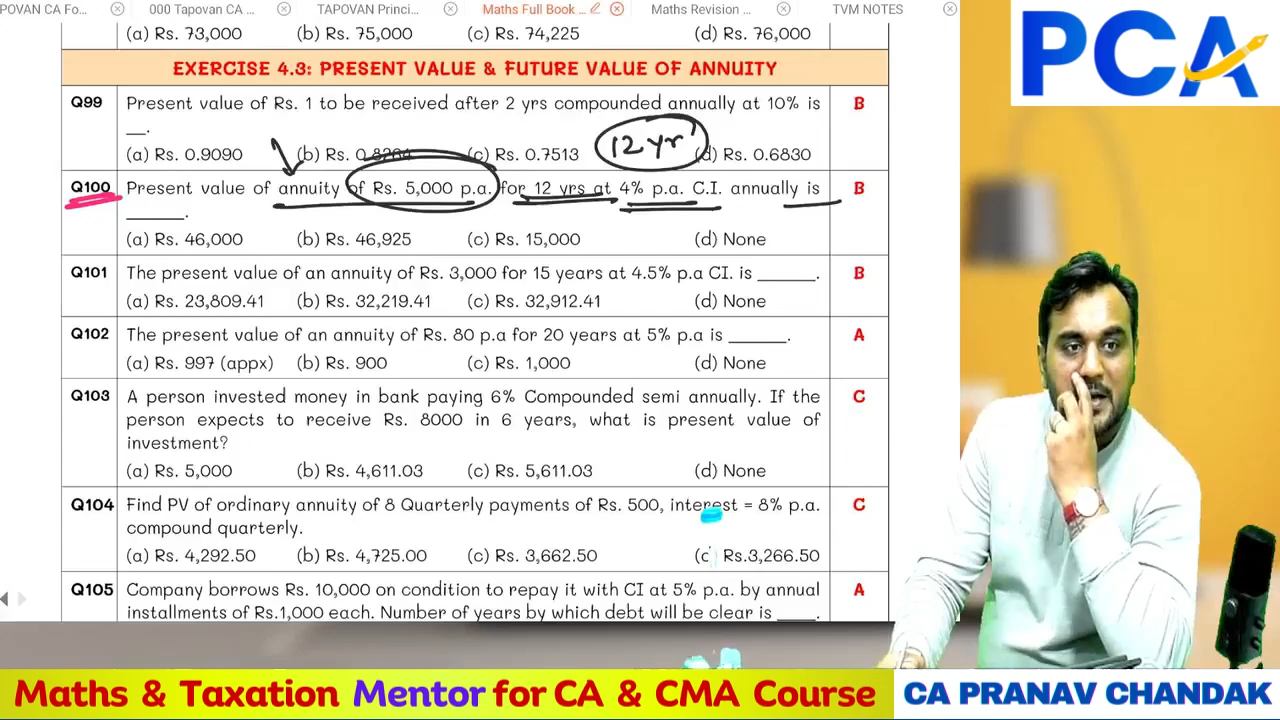 POVAN CA Fo...
000 Tapovan CA ...
TAPOVAN Princi...
Maths Full Book ...
Maths Revision ...
TVM NOTES
(a) Rs. 73,000 (b) Rs. 75,000 (c) Rs. 74,225 (d) Rs. 76,000
EXERCISE 4.3: PRESENT VALUE & FUTURE VALUE OF ANNUITY
Q99 Present value of Rs. 1 to be received after 2 yrs compounded annually at 10% is B
__.
12 yr
(a) Rs. 0.9090 (b) Rs. 0.8264 (c) Rs. 0.7513 (d) Rs. 0.6830
Q100 Present value of annuity of Rs. 5,000 p.a. for 12 yrs at 4% p.a. C.I. annually is B
______.
(a) Rs. 46,000 (b) Rs. 46,925 (c) Rs. 15,000 (d) None
Q101 The present value of an annuity of Rs. 3,000 for 15 years at 4.5% p.a CI. is ______. B
(a) Rs. 23,809.41 (b) Rs. 32,219.41 (c) Rs. 32,912.41 (d) None
Q102 The present value of an annuity of Rs. 80 p.a for 20 years at 5% p.a is ______. A
(a) Rs. 997 (appx) (b) Rs. 900 (c) Rs. 1,000 (d) None
Q103 A person invested money in bank paying 6% Compounded semi annually. If the C
person expects to receive Rs. 8000 in 6 years, what is present value of
investment?
(a) Rs. 5,000 (b) Rs. 4,611.03 (c) Rs. 5,611.03 (d) None
Q104 Find PV of ordinary annuity of 8 Quarterly payments of Rs. 500, interest = 8% p.a. C
compound quarterly.
(a) Rs. 4,292.50 (b) Rs. 4,725.00 (c) Rs. 3,662.50 Rs.3,266.50
Q105 Company borrows Rs. 10,000 on condition to repay it with CI at 5% p.a. by annual A
installments of Rs.1,000 each. Number of years by which debt will be clear is ____.
PCA
Maths & Taxation Mentor for CA & CMA Course
CA PRANAV CHANDAK